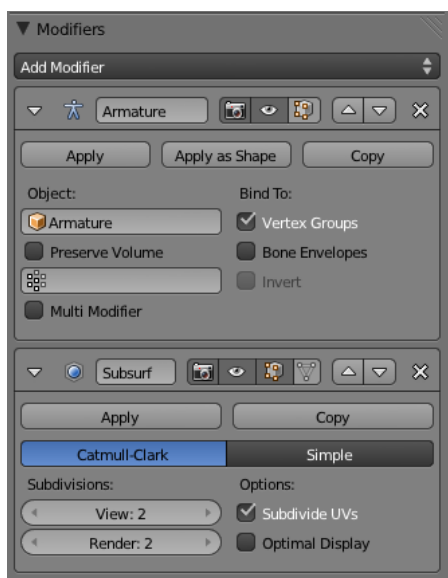 Modifiers
Add Modifier
Armature
Apply Apply as Shape Copy
Object: Bind To:
Armature Vertex Groups
Preserve Volume Bone Envelopes
Invert
Multi Modifier
Subsurf
Apply Copy
Catmull-Clark Simple
Subdivisions: Options:
View: 2 Subdivide UVs
Render: 2 Optimal Display